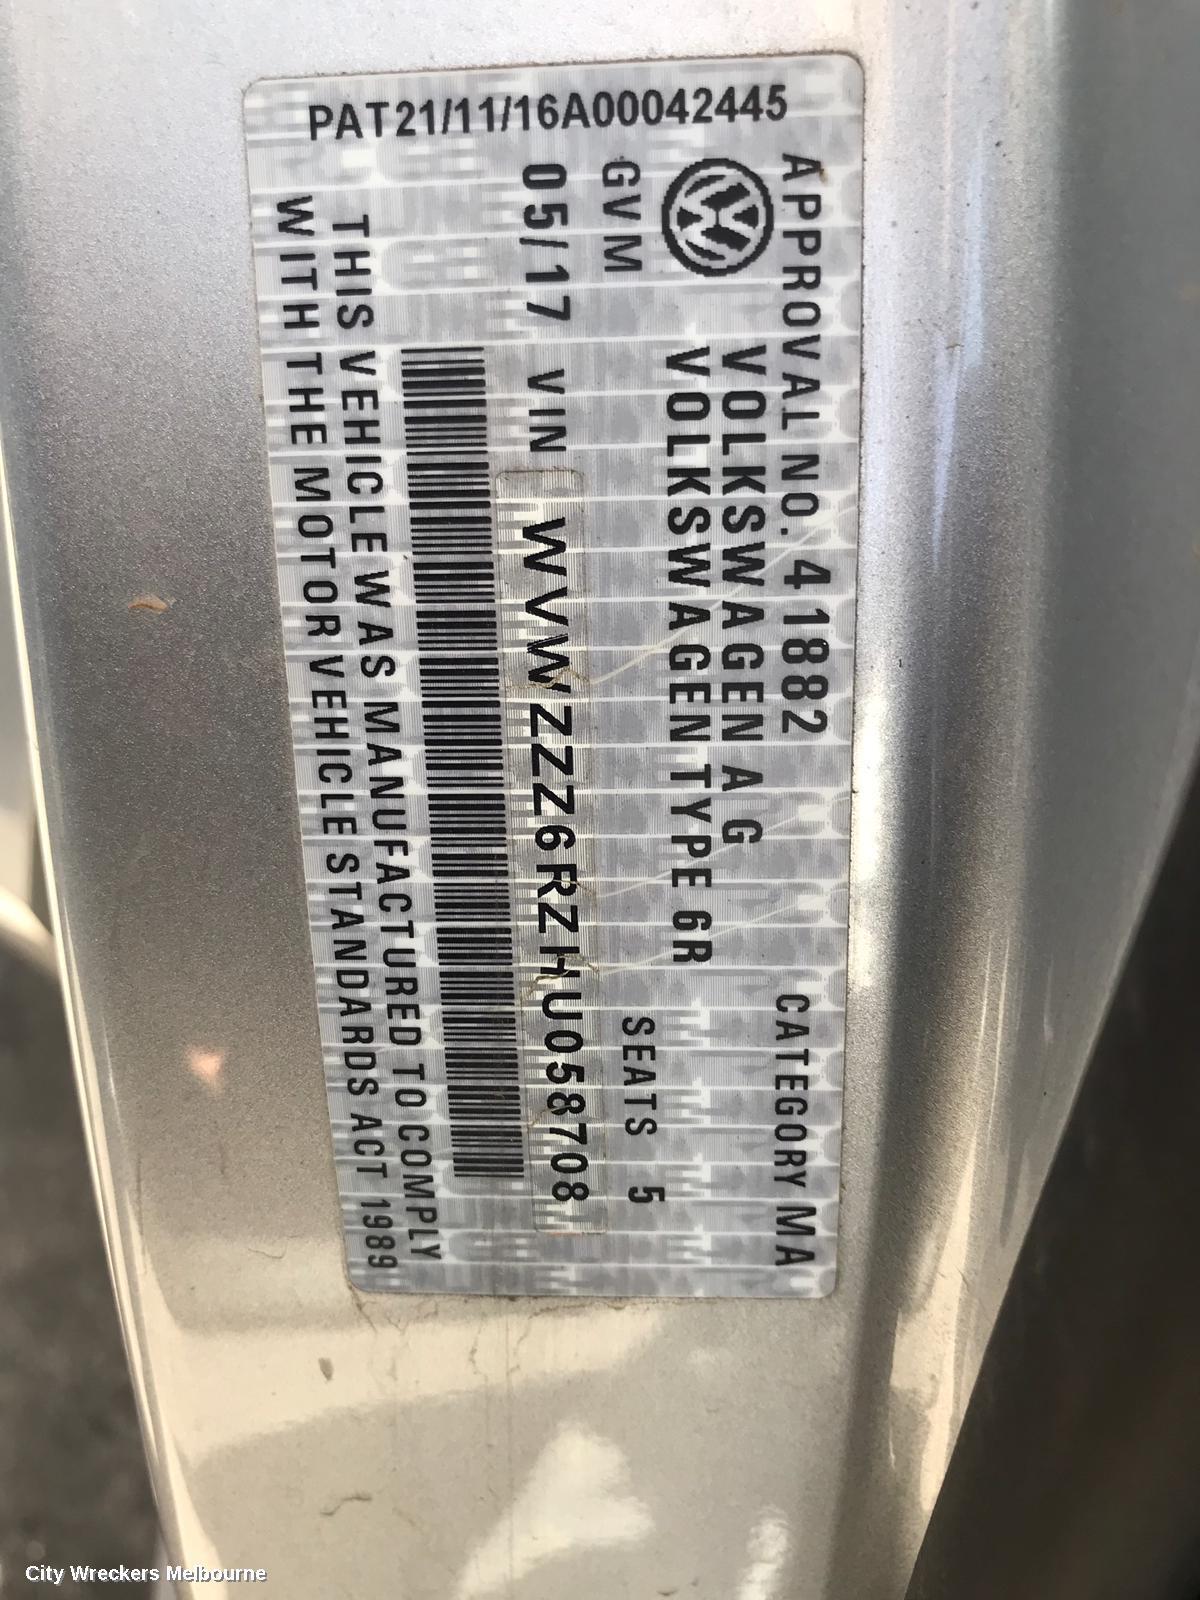 PAT21/11/16A00042445
APPROVAL NO. 41882 CATEGORY MA
VOLKSWAGEN AG
VOLKSWAGEN TYPE 6R
GVM SEATS 5
05/17 VIN WVWZZZ6RZHU058708
THIS VEHICLE WAS MANUFACTURED TO COMPLY
WITH THE MOTOR VEHICLE STANDARDS ACT 1989
City Wreckers Melbourne